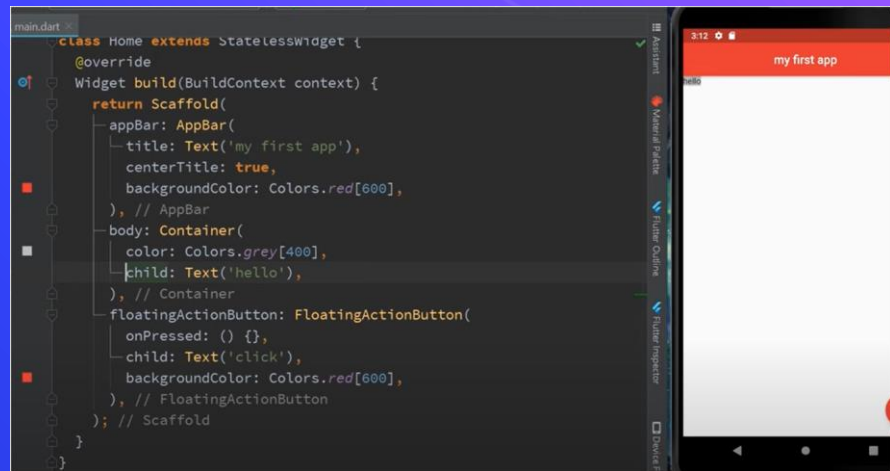 main.dart
class Home extends StatelessWidget {
@override
Widget build(BuildContext context) {
return Scaffold(
appBar: AppBar(
title: Text('my first app'),
centerTitle: true,
backgroundColor: Colors.red[600],
), // AppBar
body: Container(
color: Colors.grey[400],
child: Text('hello'),
), // Container
floatingActionButton: FloatingActionButton(
onPressed: () {},
child: Text('click'),
backgroundColor: Colors.red[600],
), // FloatingActionButton
); // Scaffold
}
}
Assistant
Material Palette
Flutter Outline
Flutter Inspector
3:12
my first app
hello